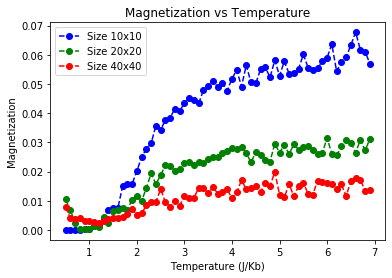 Magnetization vs Temperature
Size 10x10
Size 20x20
Size 40x40
Magnetization
0.07
0.06
0.05
0.04
0.03
0.02
0.01
0.00
1 2 3 4 5 6 7
Temperature (J/Kb)